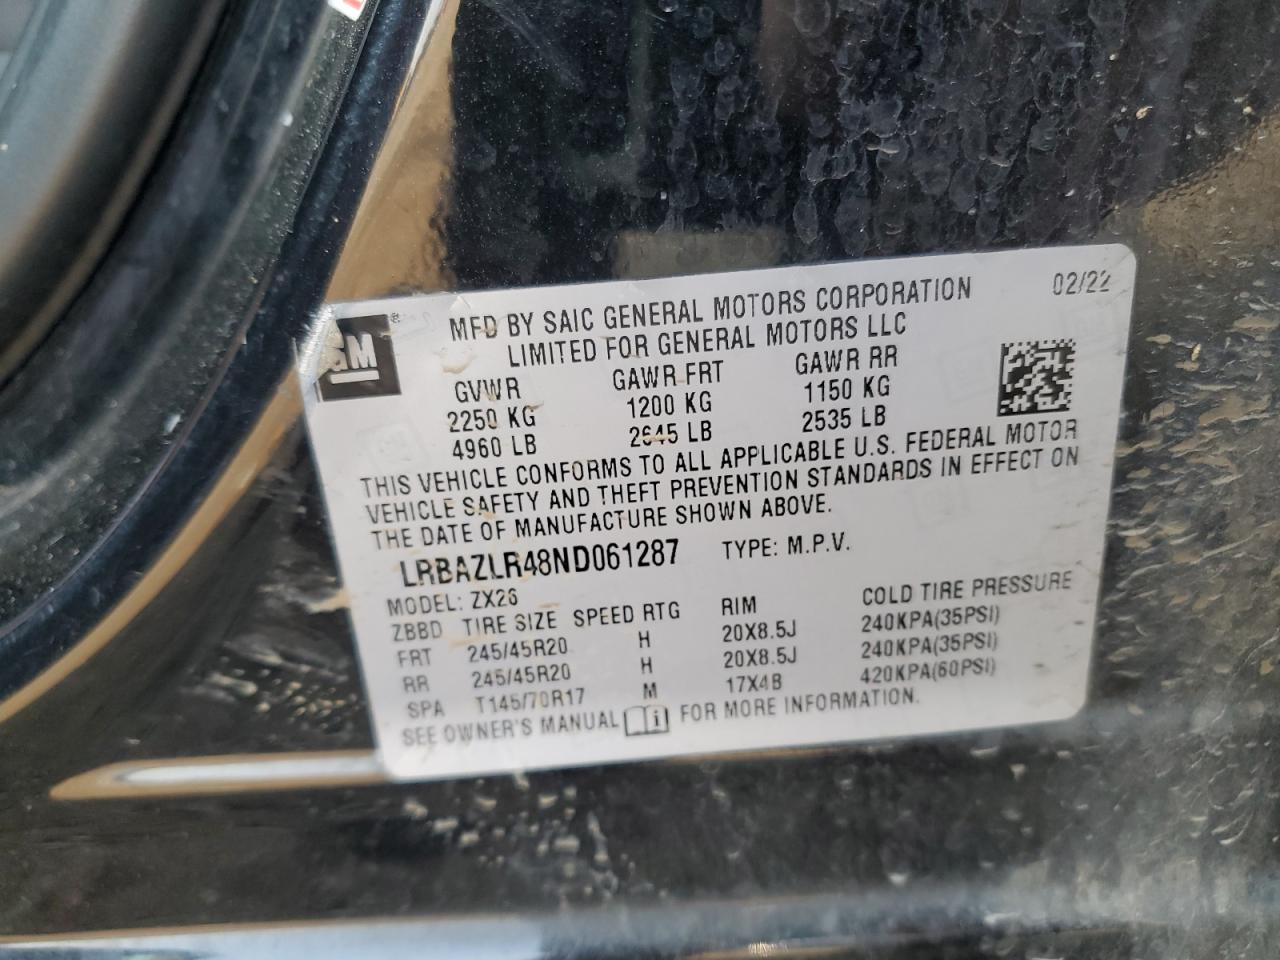 GM
MFD BY SAIC GENERAL MOTORS CORPORATION 02/22
LIMITED FOR GENERAL MOTORS LLC
GVWR GAWR FRT GAWR RR
2250 KG 1200 KG 1150 KG
4960 LB 2645 LB 2535 LB
THIS VEHICLE CONFORMS TO ALL APPLICABLE U.S. FEDERAL MOTOR
VEHICLE SAFETY AND THEFT PREVENTION STANDARDS IN EFFECT ON
THE DATE OF MANUFACTURE SHOWN ABOVE.
LRBAZLR48ND061287 TYPE: M.P.V.
MODEL: ZX26
ZBBD TIRE SIZE SPEED RTG RIM COLD TIRE PRESSURE
FRT 245/45R20 H 20X8.5J 240KPA(35PSI)
RR 245/45R20 H 20X8.5J 240KPA(35PSI)
SPA T145/70R17 M 17X4B 420KPA(60PSI)
SEE OWNER'S MANUAL i FOR MORE INFORMATION.